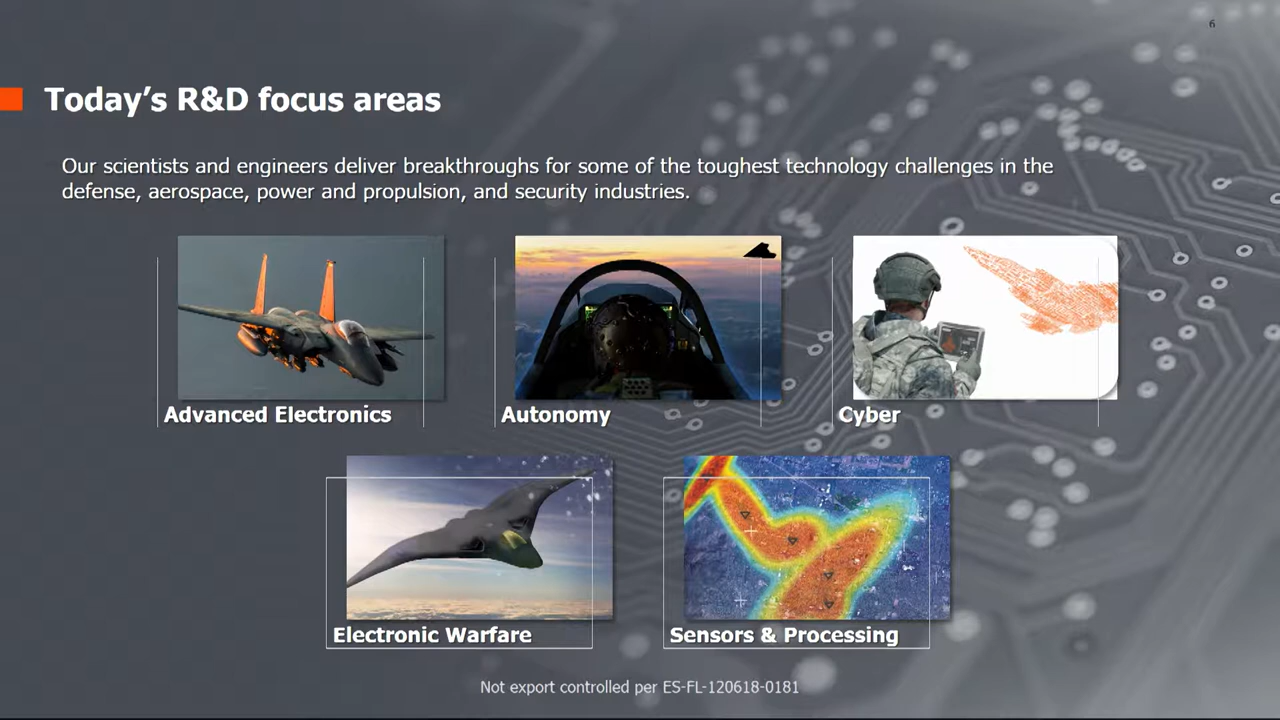 6
Today’s R&D focus areas
Our scientists and engineers deliver breakthroughs for some of the toughest technology challenges in the
defense, aerospace, power and propulsion, and security industries.
Advanced Electronics
Autonomy
Cyber
Electronic Warfare
Sensors & Processing
Not export controlled per ES-FL-120618-0181